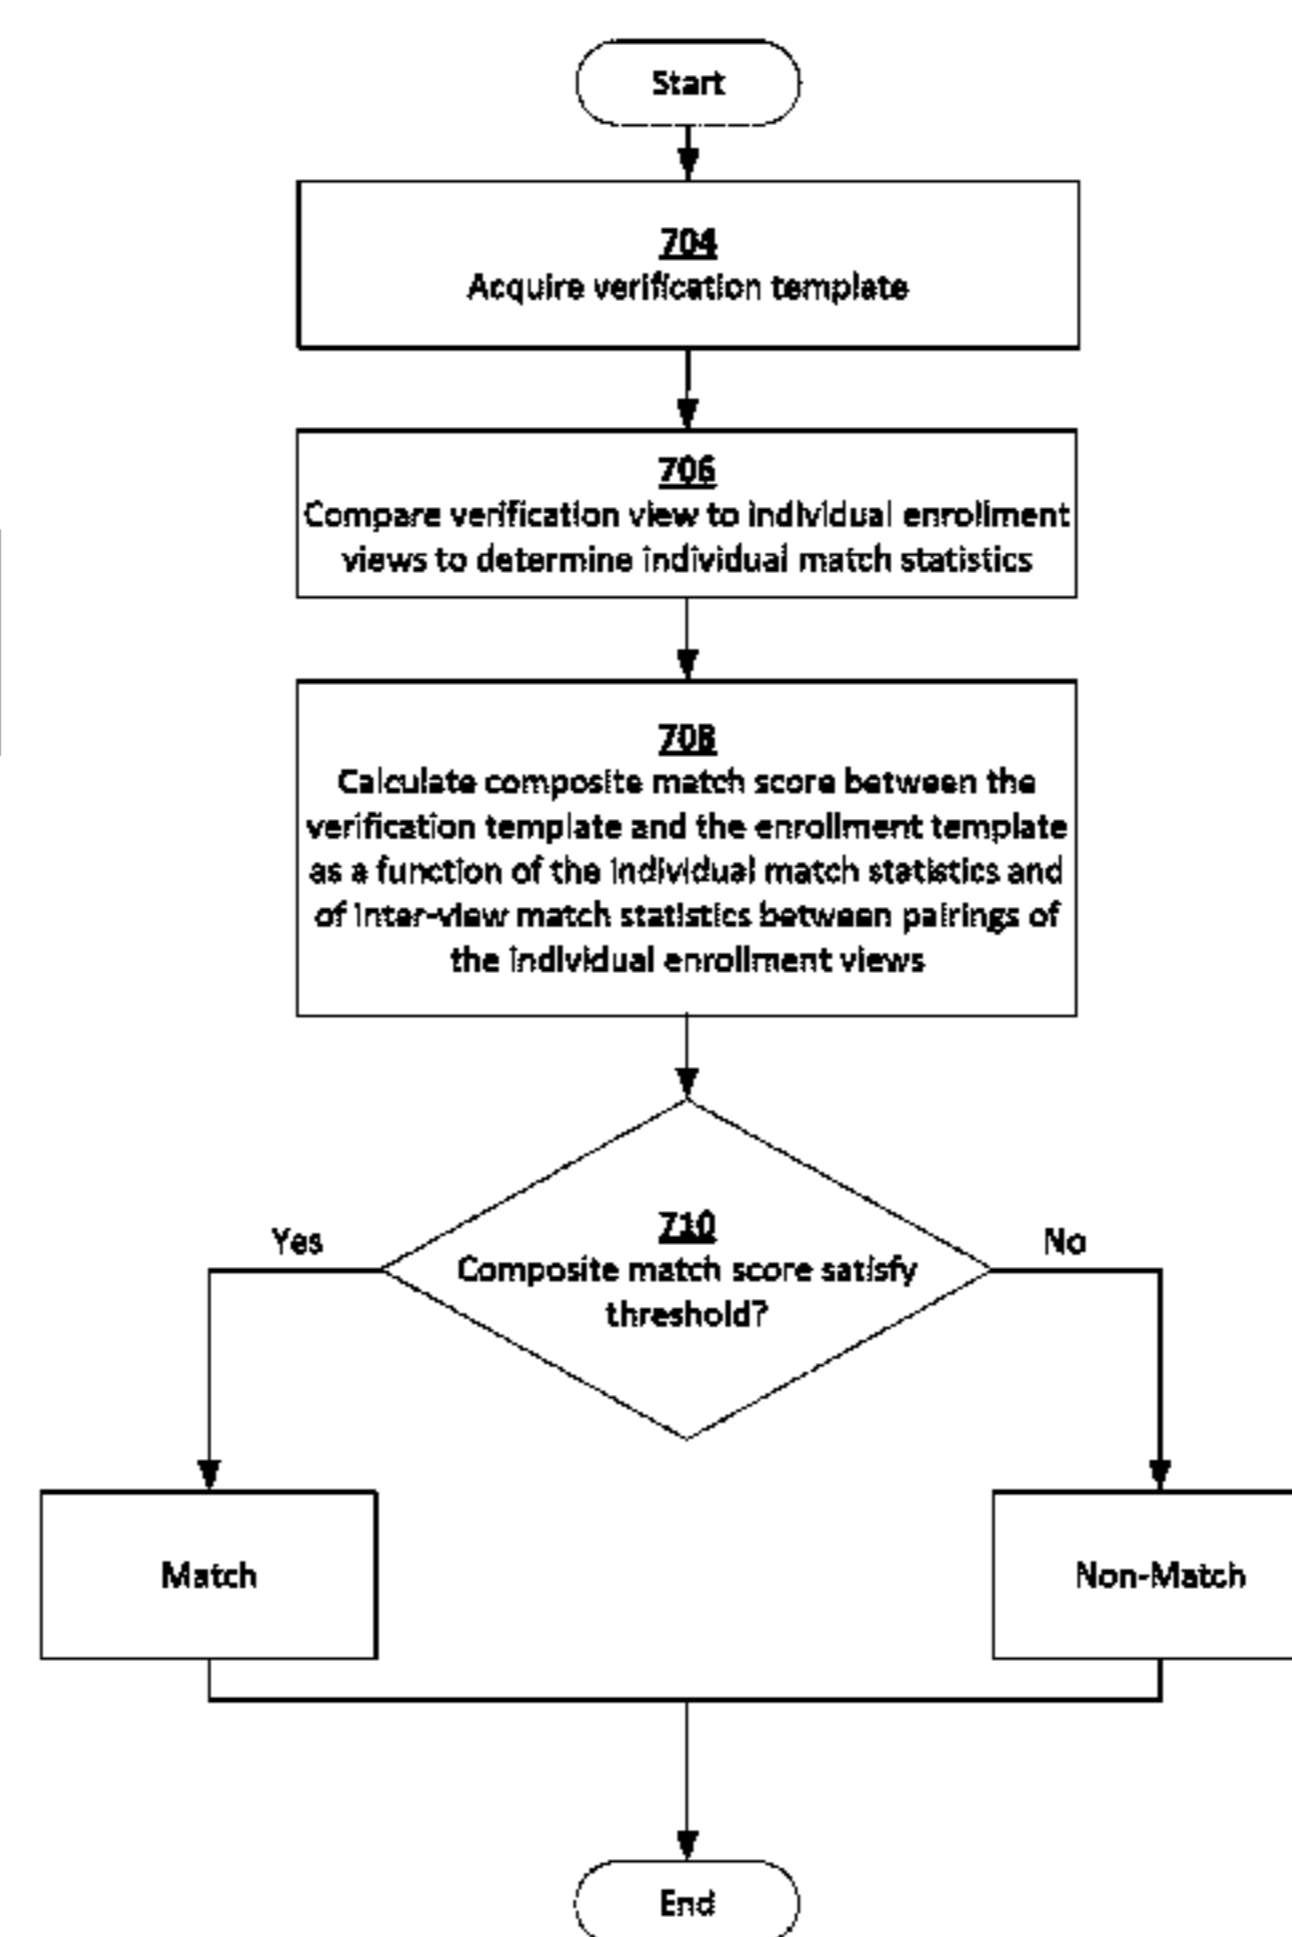 Start
704
Acquire verification template
706
Compare verification view to individual enrollment
views to determine individual match statistics
708
Calculate composite match score between the
verification template and the enrollment template
as a function of the individual match statistics and
of inter-view match statistics between pairings of
the individual enrollment views
710
Composite match score satisfy
threshold?
Yes
No
Match
Non-Match
End